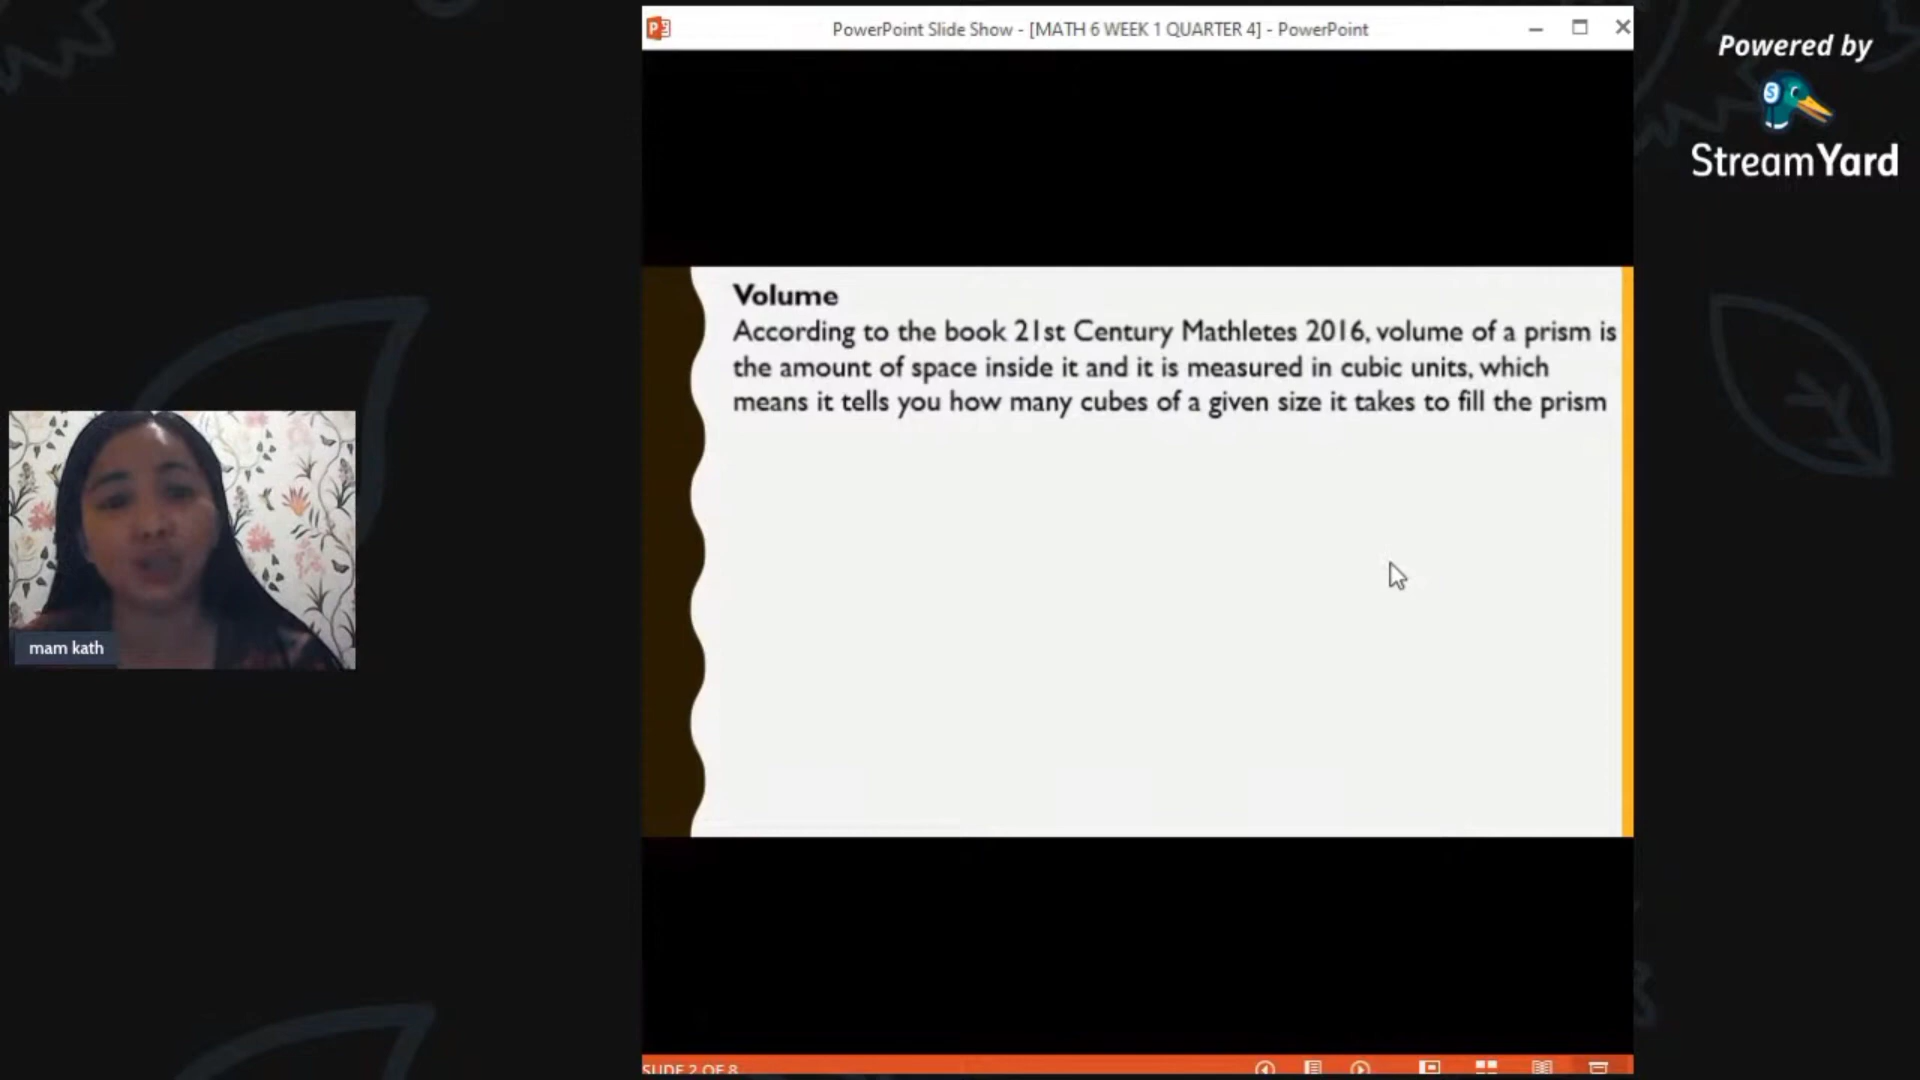 PowerPoint Slide Show - [MATH 6 WEEK 1 QUARTER 4] - PowerPoint
Powered by
StreamYard
Volume
According to the book 21st Century Mathletes 2016, volume of a prism is
the amount of space inside it and it is measured in cubic units, which
means it tells you how many cubes of a given size it takes to fill the prism
mam kath
SLIDE 2 OF 8